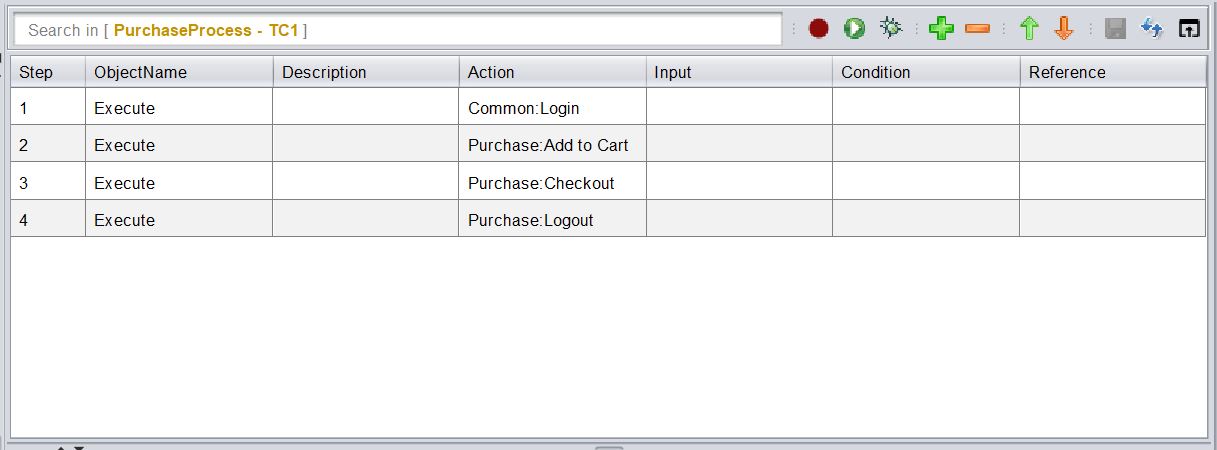 Search in [ PurchaseProcess - TC1 ]
Step ObjectName Description Action Input Condition Reference
1 Execute Common:Login
2 Execute Purchase:Add to Cart
3 Execute Purchase:Checkout
4 Execute Purchase:Logout